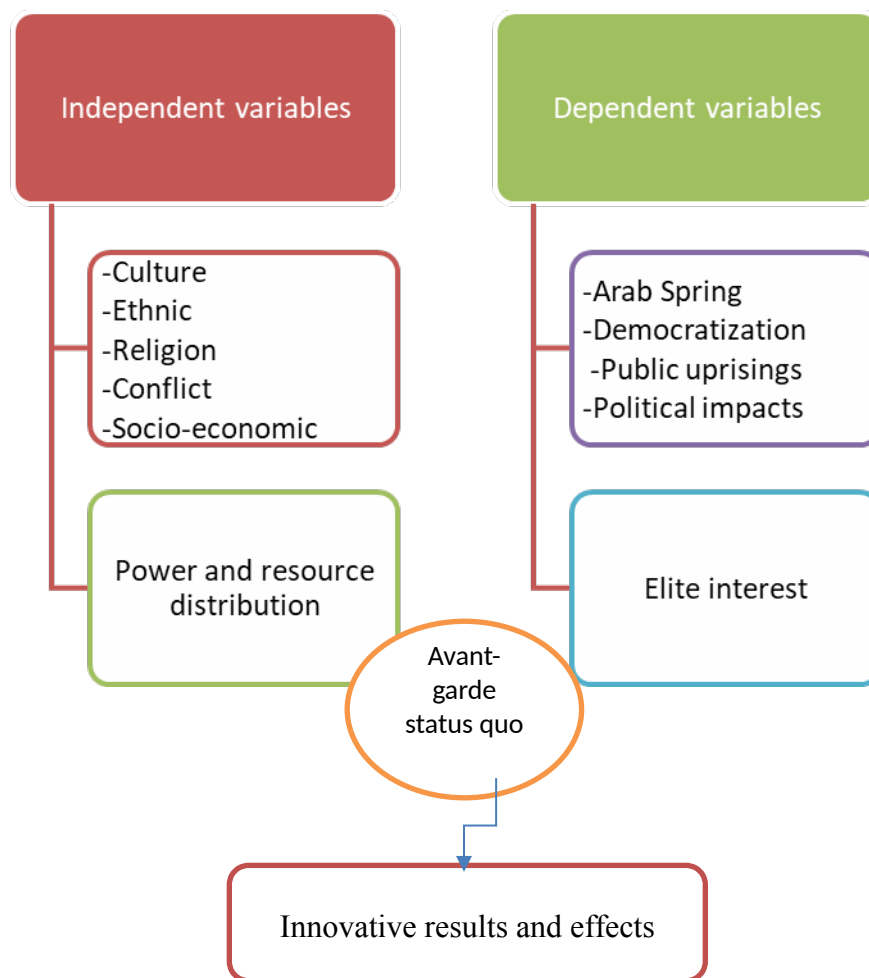 Independent variables
Dependent variables
-Culture
-Ethnic
-Religion
-Conflict
-Socio-economic
-Arab Spring
-Democratization
-Public uprisings
-Political impacts
Power and resource
distribution
Elite interest
Avant-
garde
status quo
Innovative results and effects